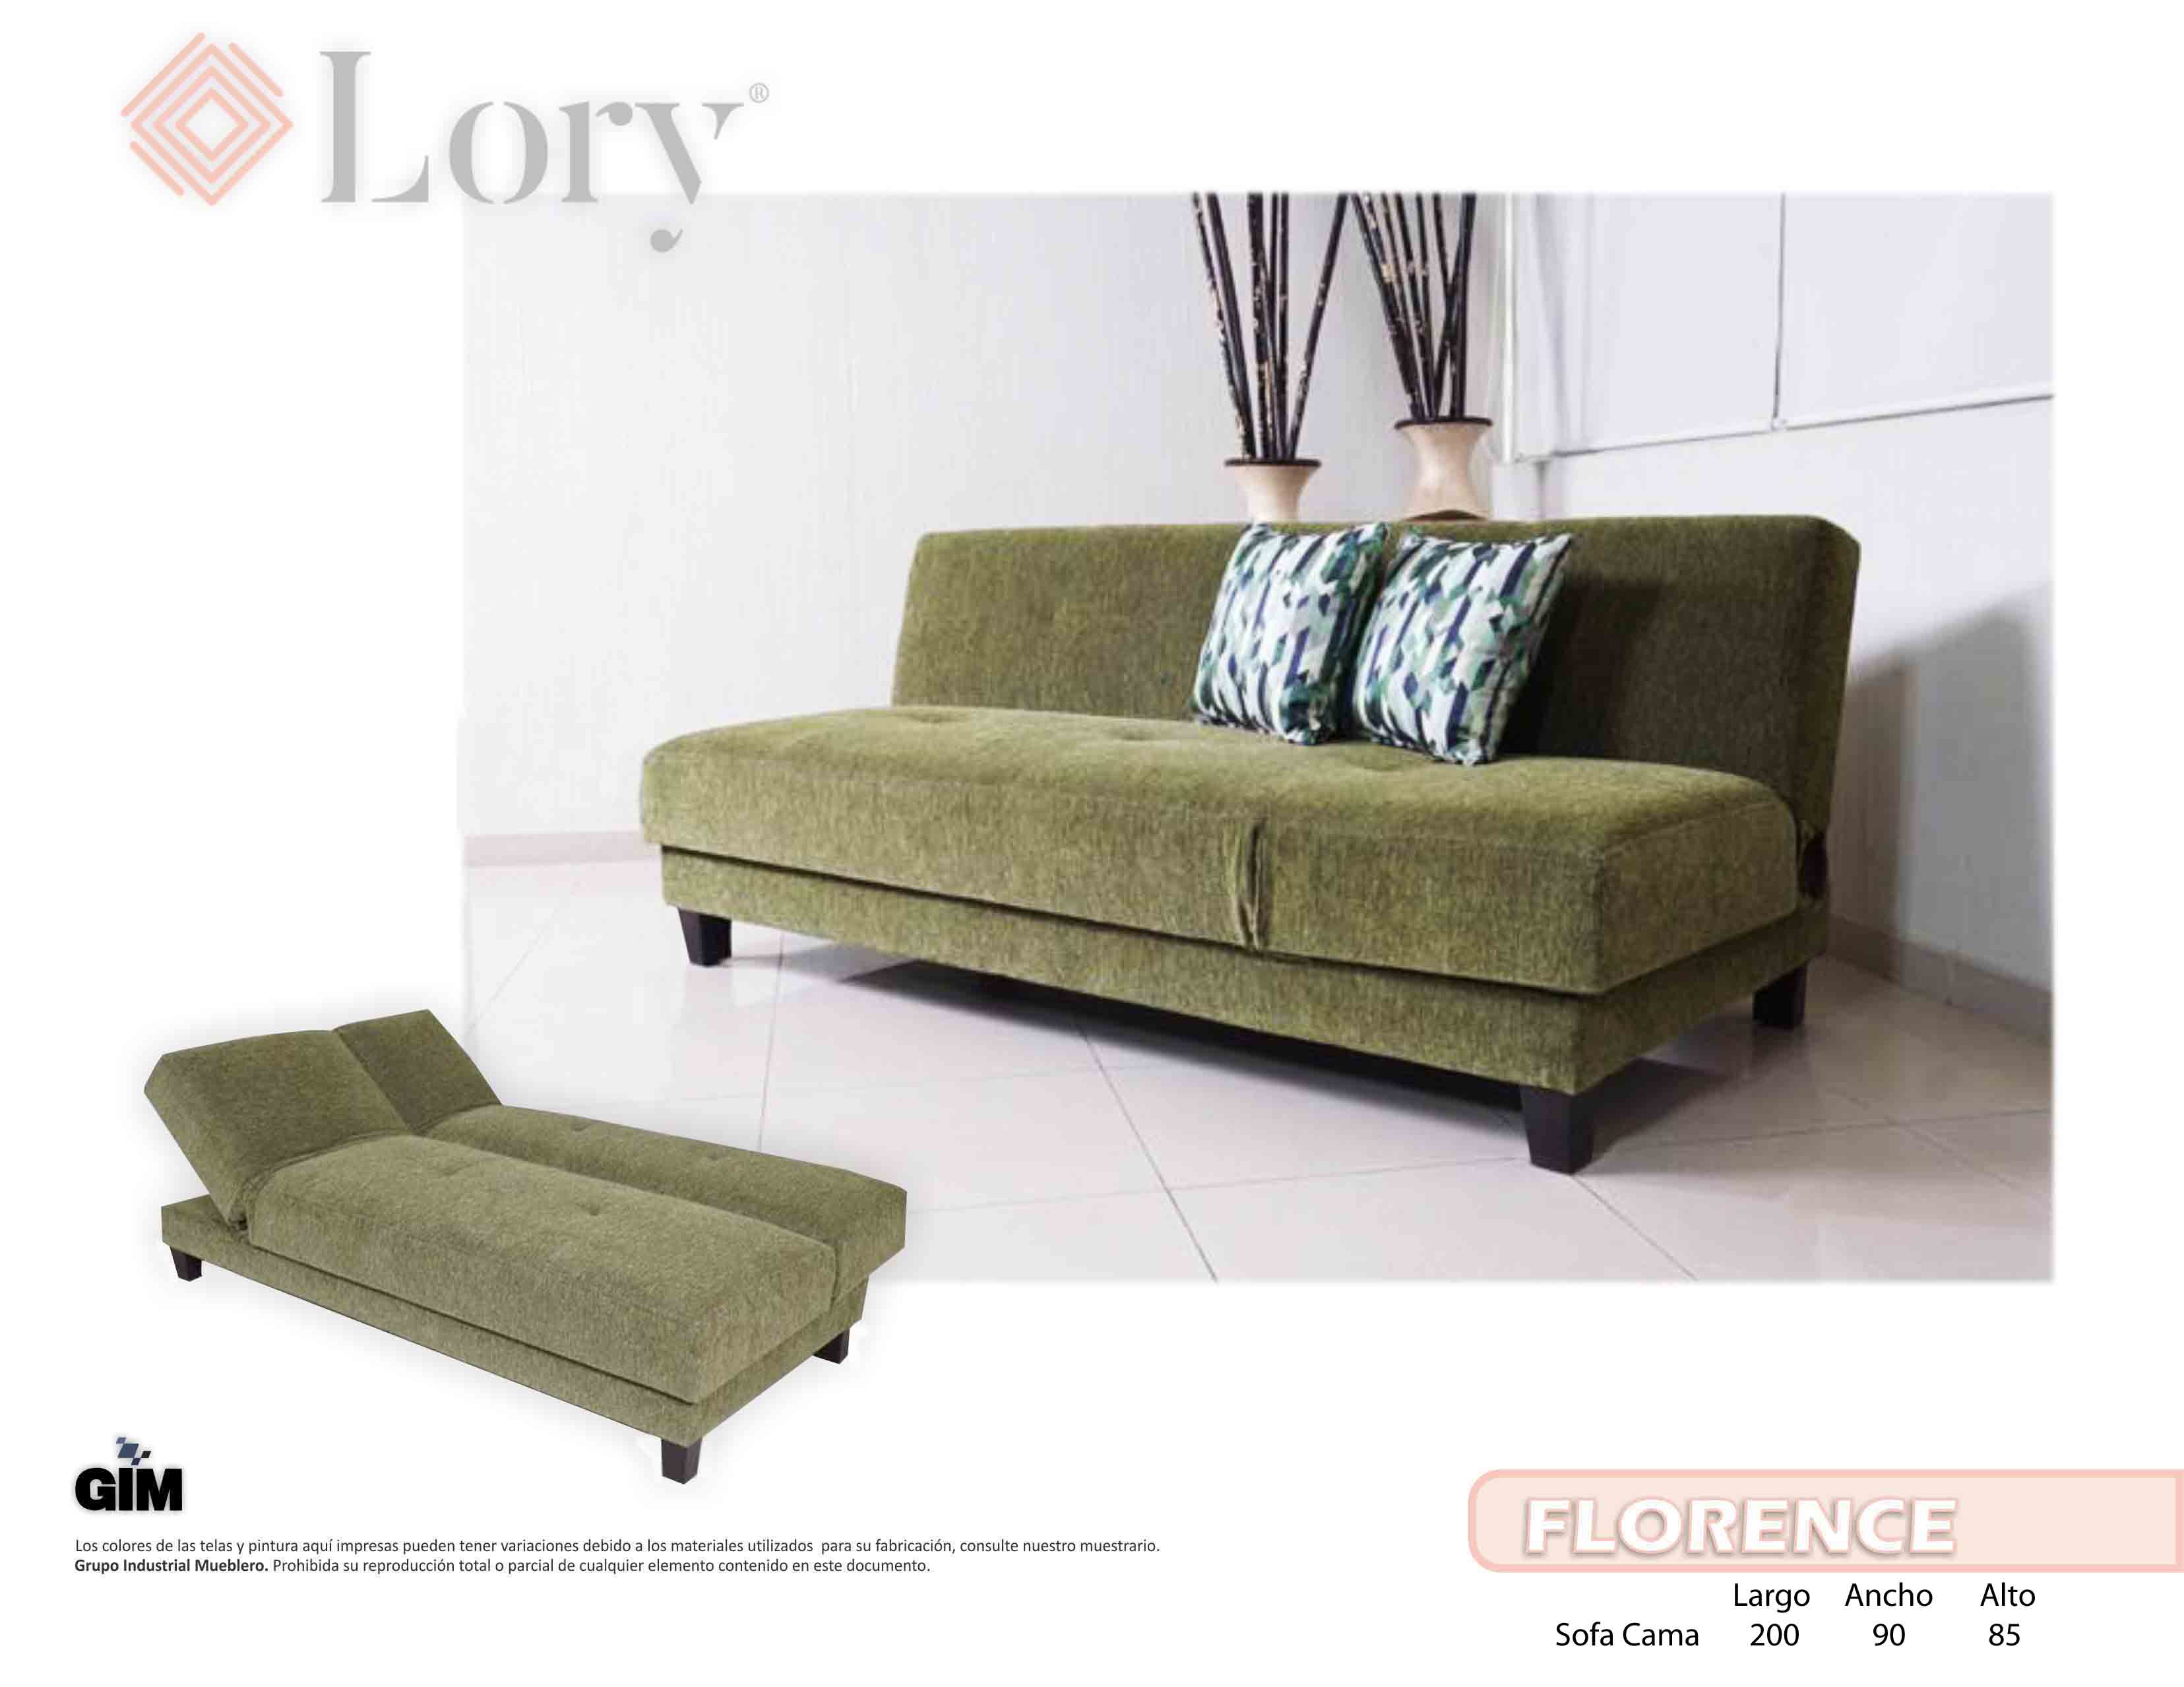 Lory®
GIM
Los colores de las telas y pintura aquí impresas pueden tener variaciones debido a los materiales utilizados para su fabricación, consulte nuestro muestrario.
Grupo Industrial Mueblero. Prohibida su reproducción total o parcial de cualquier elemento contenido en este documento.
FLORENCE
Largo Ancho Alto
Sofa Cama 200 90 85